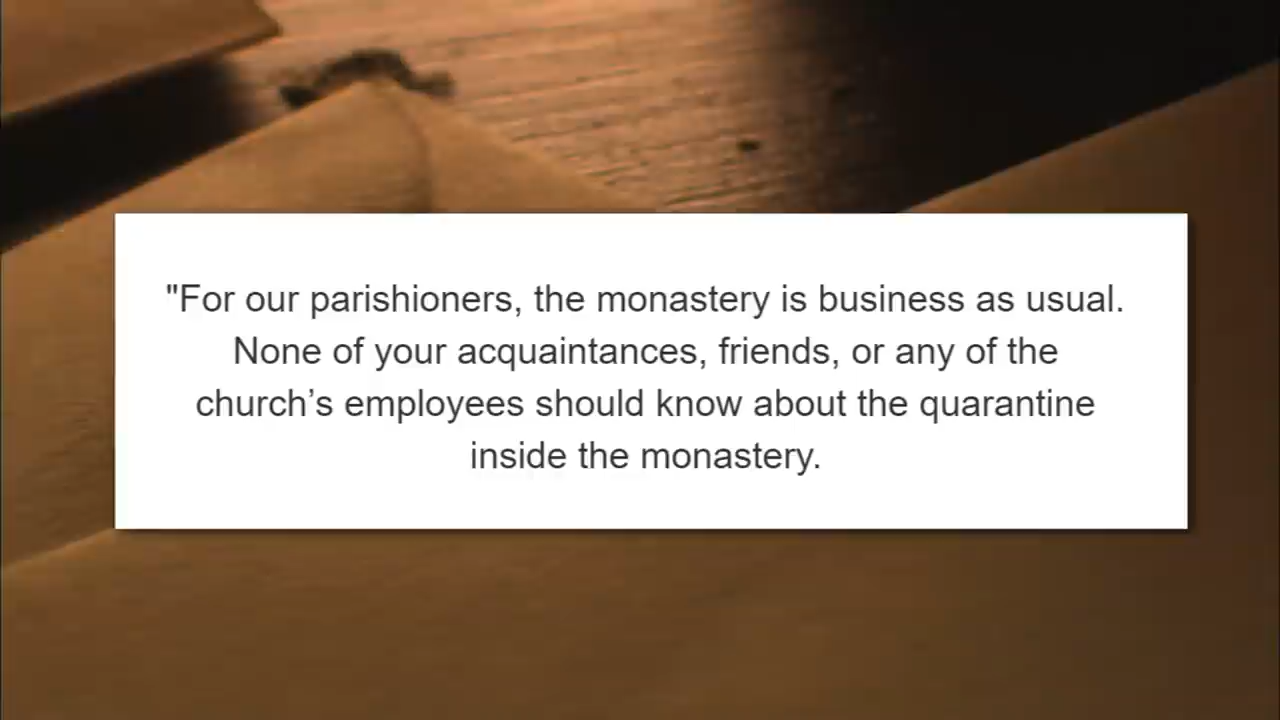 "For our parishioners, the monastery is business as usual.
None of your acquaintances, friends, or any of the
church’s employees should know about the quarantine
inside the monastery.